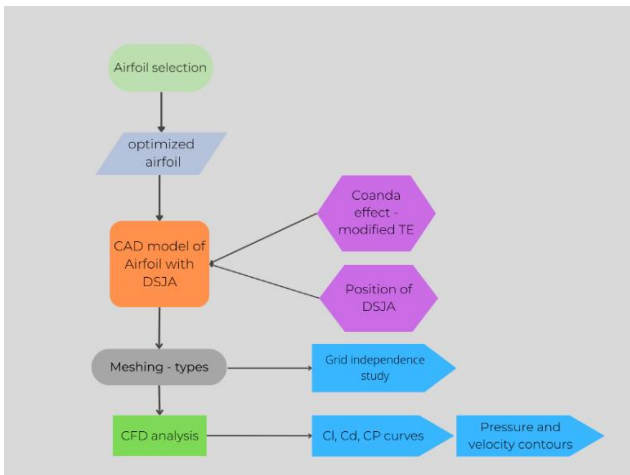 Airfoil selection
optimized
airfoil
Coanda
effect -
modified TE
CAD model of
Airfoil with
DSJA
Position of
DSJA
Meshing - types
Grid independence
study
CFD analysis
Cl, Cd, CP curves
Pressure and
velocity contours